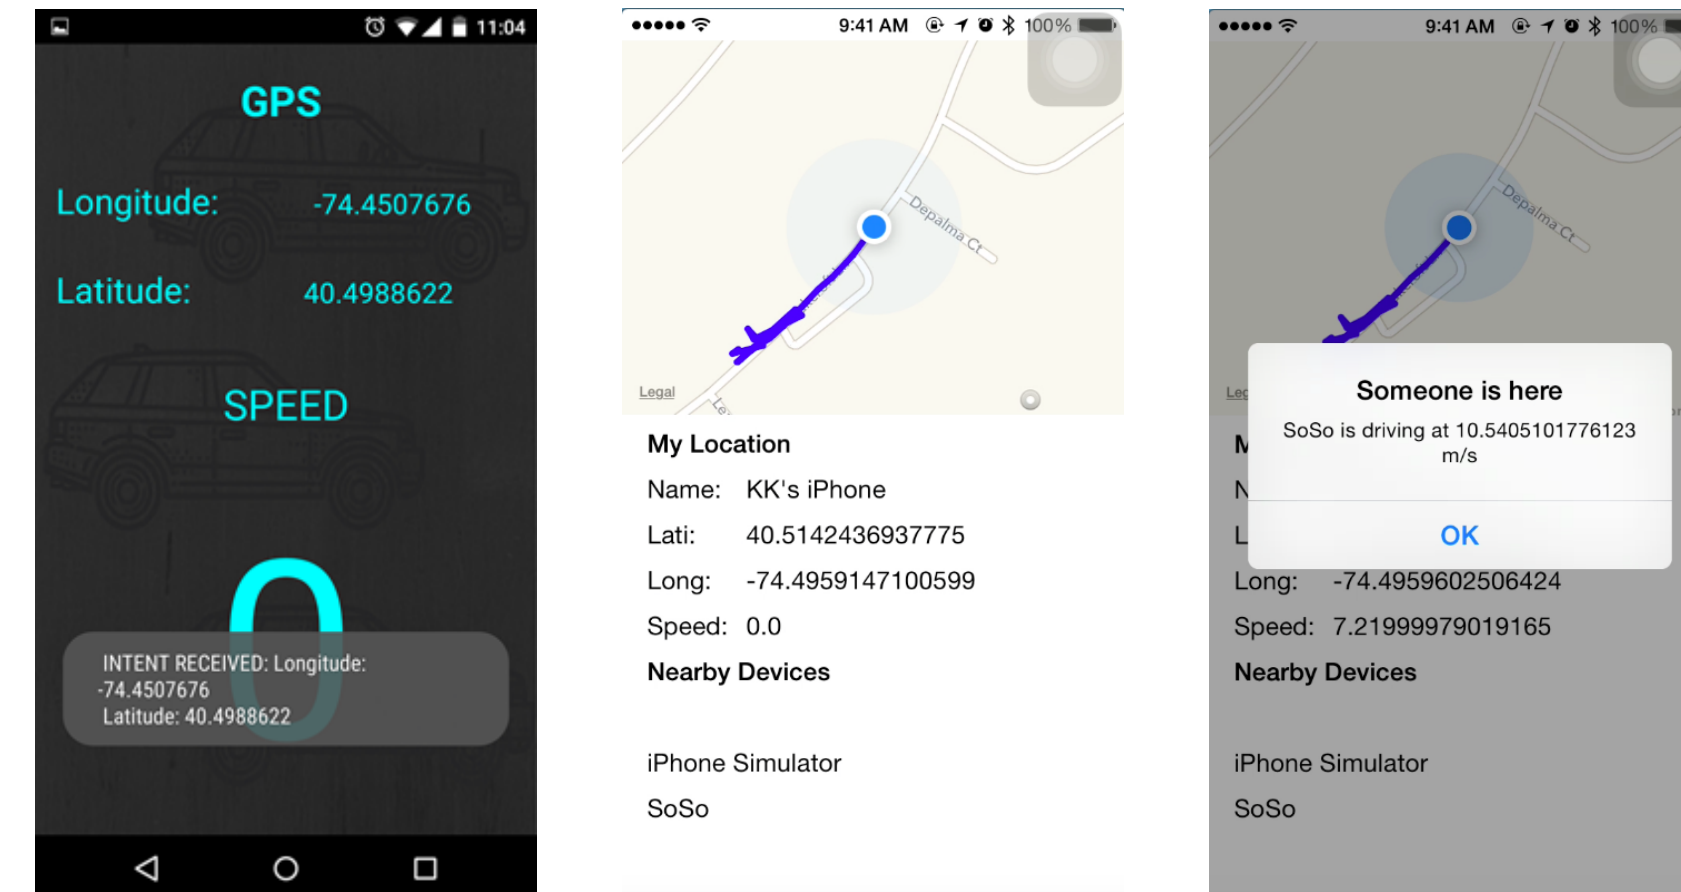 11:04
GPS
Longitude: -74.4507676
Latitude: 40.4988622
SPEED
0
INTENT RECEIVED: Longitude:
-74.4507676
Latitude: 40.4988622
9:41 AM 100%
Depalma Ct
Legal
My Location
Name: KK's iPhone
Lati: 40.5142436937775
Long: -74.4959147100599
Speed: 0.0
Nearby Devices
iPhone Simulator
SoSo
9:41 AM 100%
Depalma Ct
Someone is here
SoSo is driving at 10.5405101776123
m/s
OK
Long: -74.4959602506424
Speed: 7.21999979019165
Nearby Devices
iPhone Simulator
SoSo